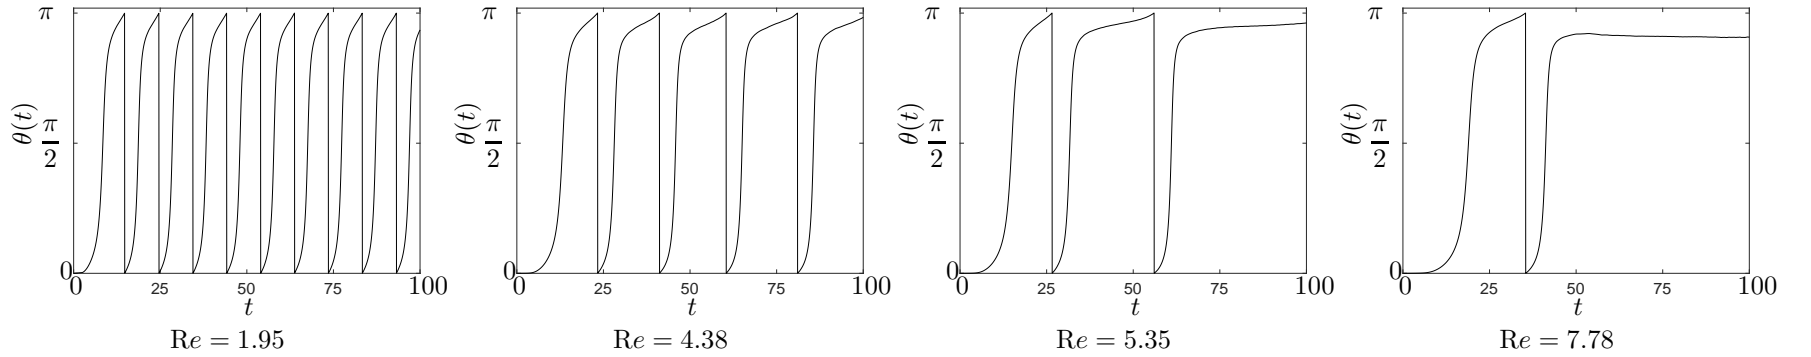 π π π π
θ(t) π/2 θ(t) π/2 θ(t) π/2 θ(t) π/2
0 0 0 0
0 25 50 75 100 0 25 50 75 100 0 25 50 75 100 0 25 50 75 100
t t t t
Re = 1.95 Re = 4.38 Re = 5.35 Re = 7.78